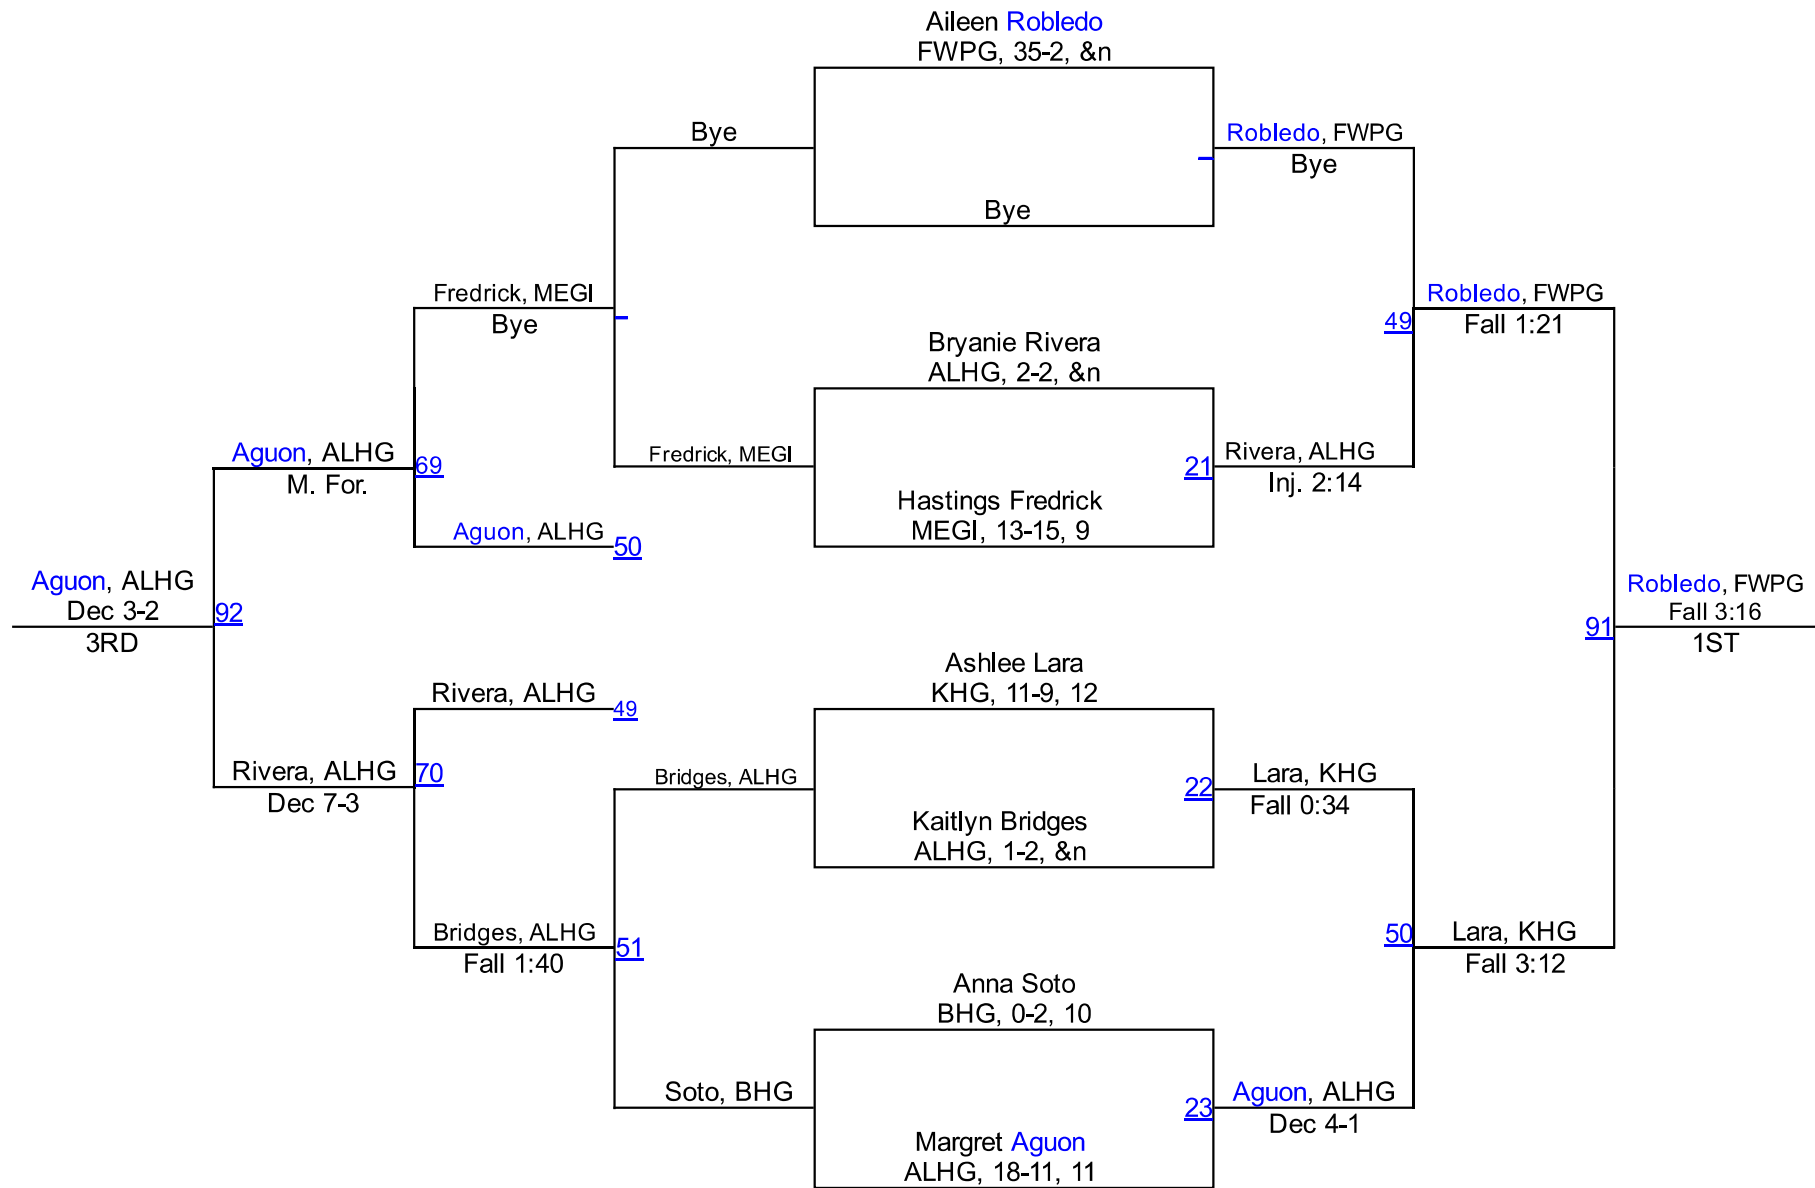 Aileen Robledo
FWPG, 35-2, &n
Bye
Robledo, FWPG
Bye
Bye
Fredrick, MEGI
Bye
Robledo, FWPG
Fall 1:21
49
Bryanie Rivera
ALHG, 2-2, &n
Aguon, ALHG
M. For.
69
Fredrick, MEGI
21
Rivera, ALHG
Inj. 2:14
Hastings Fredrick
MEGI, 13-15, 9
Aguon, ALHG
50
Aguon, ALHG
Dec 3-2
3RD
92
Robledo, FWPG
Fall 3:16
1ST
91
Ashlee Lara
KHG, 11-9, 12
Rivera, ALHG
49
Rivera, ALHG
Dec 7-3
70
Bridges, ALHG
22
Lara, KHG
Fall 0:34
Kaitlyn Bridges
ALHG, 1-2, &n
Bridges, ALHG
Fall 1:40
51
50
Lara, KHG
Fall 3:12
Anna Soto
BHG, 0-2, 10
Soto, BHG
23
Aguon, ALHG
Dec 4-1
Margret Aguon
ALHG, 18-11, 11